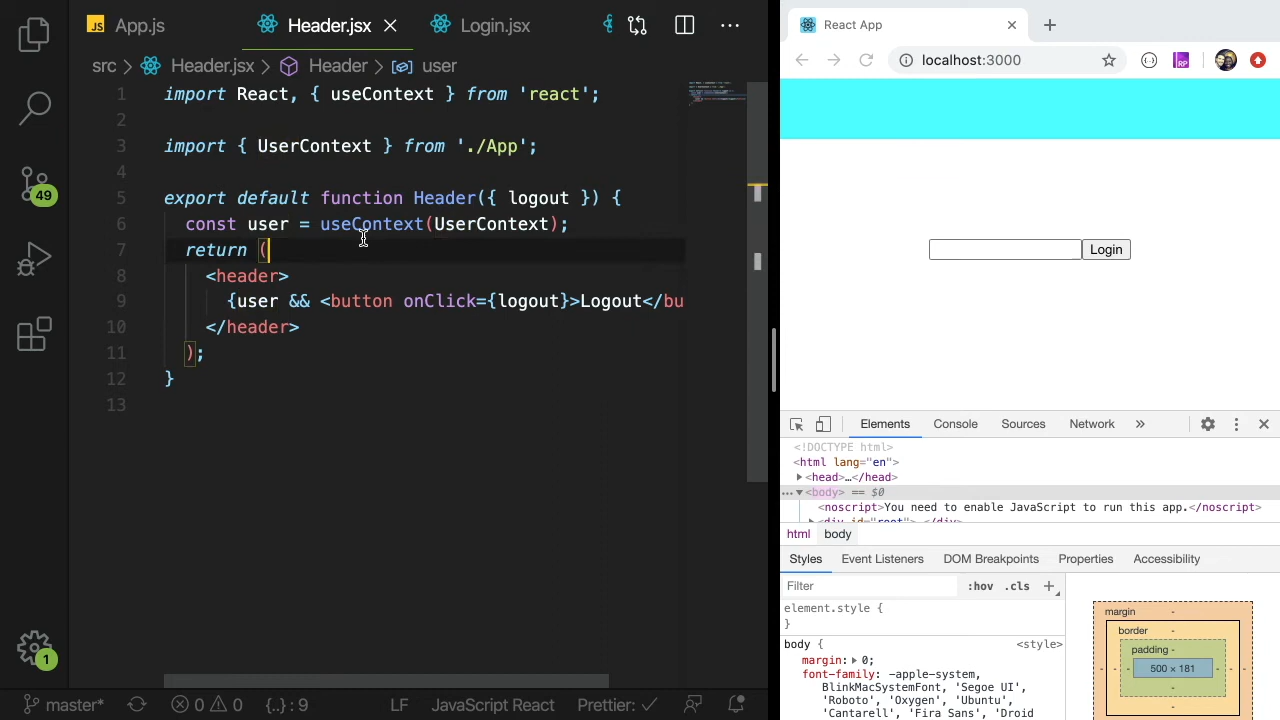 JS App.js
Header.jsx
Login.jsx
src > Header.jsx > Header > user
1 import React, { useContext } from 'react';
2
3 import { UserContext } from './App';
4
5 export default function Header({ logout }) {
6 const user = useContext(UserContext);
7 return (
8 <header>
9 {user && <button onClick={logout}>Logout</bu
10 </header>
11 );
12 }
13
49
1
master* 0 0 {..}: 9 LF JavaScript React Prettier: ✓
React App
localhost:3000
RP
Login
Elements Console Sources Network »
<!DOCTYPE html>
<html lang="en">
<head>…</head>
<body> == $0
<noscript>You need to enable JavaScript to run this app.</noscript>
<div id="root">…</div>
html body
Styles Event Listeners DOM Breakpoints Properties Accessibility
Filter :hov .cls +
element.style {
}
body { <style>
margin: 0;
font-family: -apple-system,
BlinkMacSystemFont, 'Segoe UI',
'Roboto', 'Oxygen', 'Ubuntu',
'Cantarell', 'Fira Sans', 'Droid
margin -
border -
padding -
500 × 181